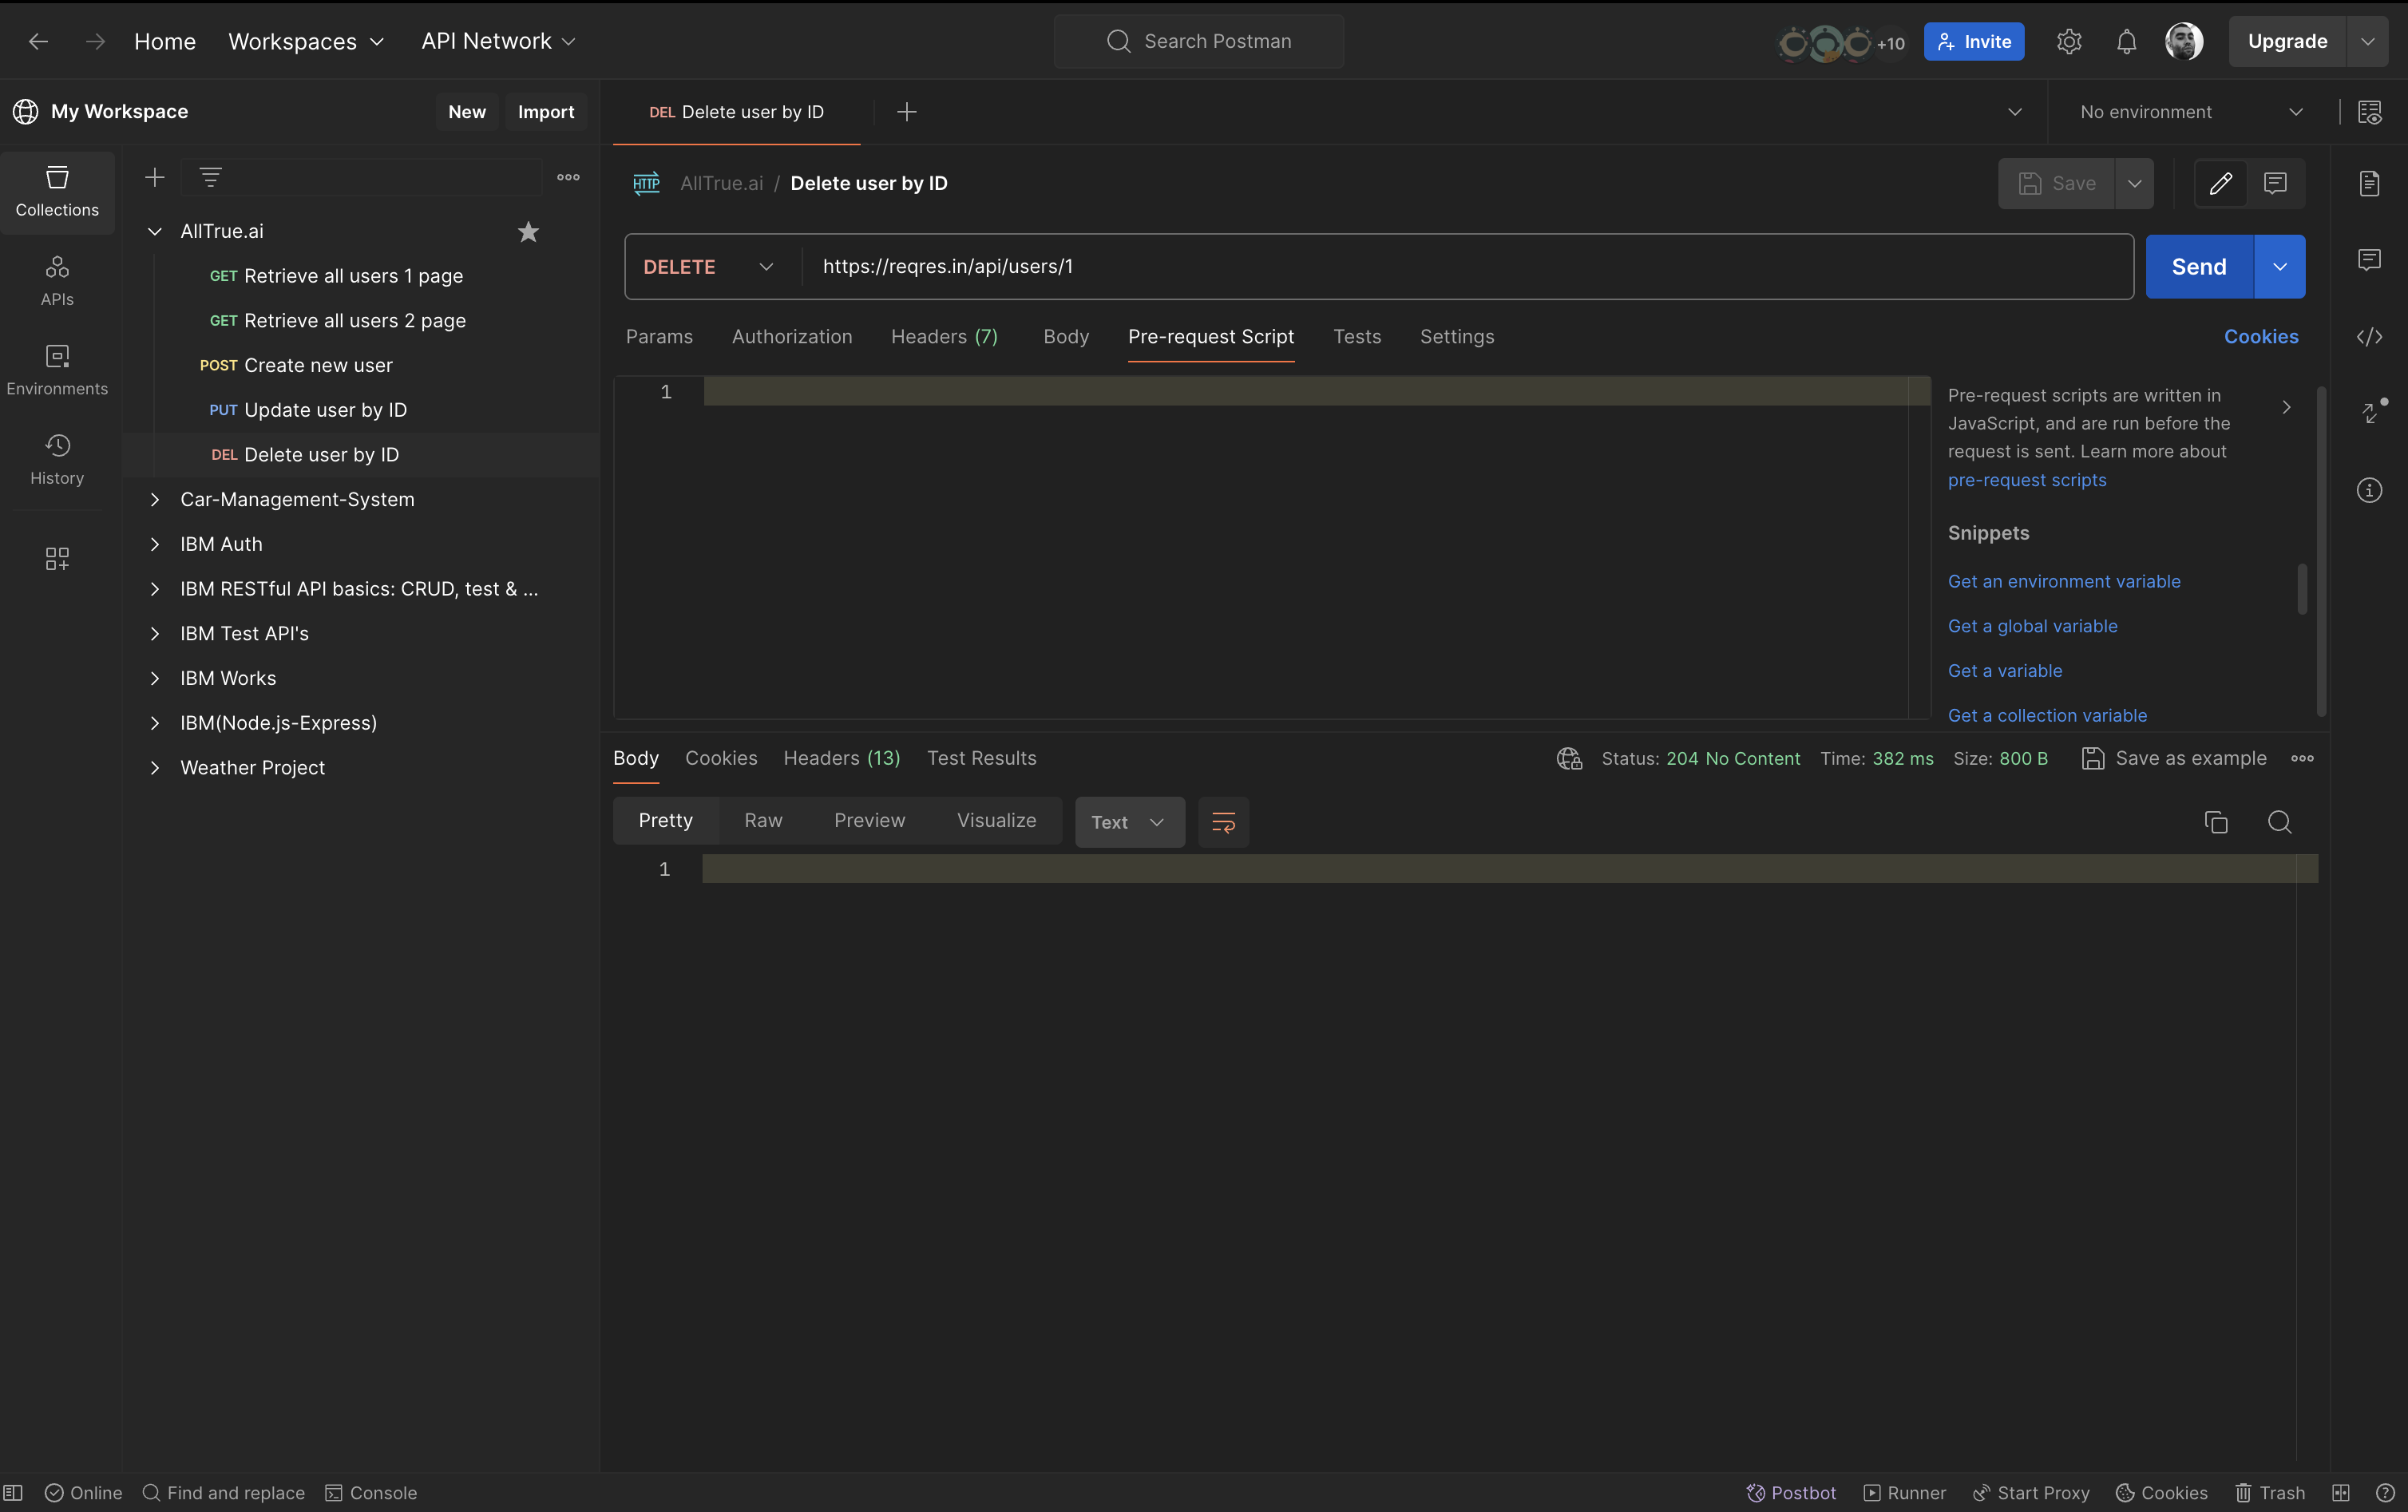 Home Workspaces API Network Search Postman +10 Invite Upgrade
My Workspace New Import DEL Delete user by ID No environment
Collections
APIs
Environments
History
AllTrue.ai
GET Retrieve all users 1 page
GET Retrieve all users 2 page
POST Create new user
PUT Update user by ID
DEL Delete user by ID
Car-Management-System
IBM Auth
IBM RESTful API basics: CRUD, test & ...
IBM Test API's
IBM Works
IBM(Node.js-Express)
Weather Project
HTTP AllTrue.ai / Delete user by ID Save
DELETE https://reqres.in/api/users/1 Send
Params Authorization Headers (7) Body Pre-request Script Tests Settings Cookies
1
Pre-request scripts are written in
JavaScript, and are run before the
request is sent. Learn more about
pre-request scripts
Snippets
Get an environment variable
Get a global variable
Get a variable
Get a collection variable
Body Cookies Headers (13) Test Results Status: 204 No Content Time: 382 ms Size: 800 B Save as example
Pretty Raw Preview Visualize Text
1
Online Find and replace Console Postbot Runner Start Proxy Cookies Trash